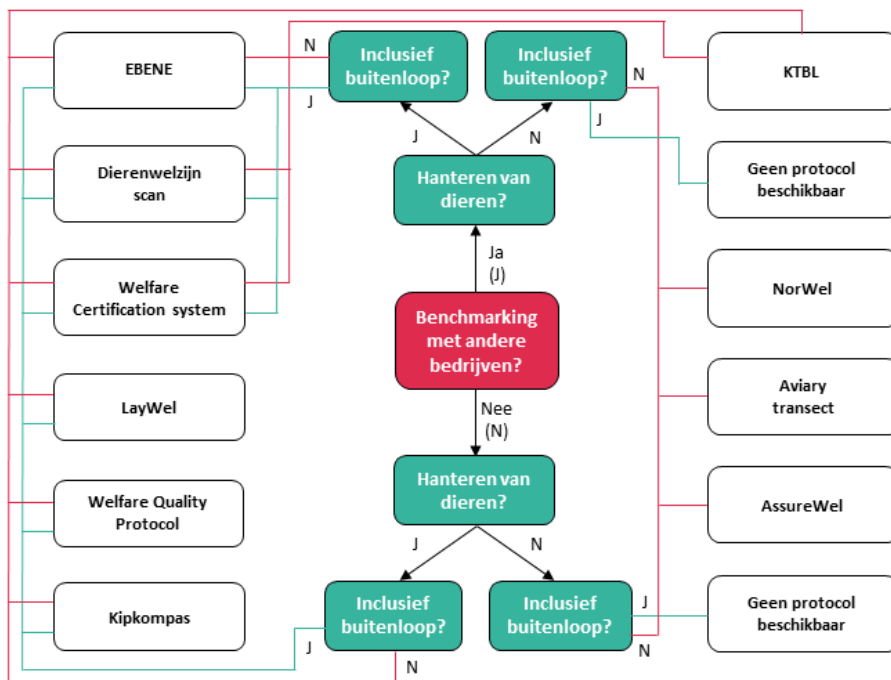 EBENE
N
J
Inclusief
buitenloop?
Inclusief
buitenloop?
N
J
KTBL
J
N
Dierenwelzijn
scan
Hanteren van
dieren?
Geen protocol
beschikbaar
Ja
(J)
Welfare
Certification system
Benchmarking
met andere
bedrijven?
NorWel
LayWel
Nee
(N)
Aviary
transect
Welfare Quality
Protocol
Hanteren van
dieren?
AssureWel
J
N
Kipkompas
Inclusief
buitenloop?
Inclusief
buitenloop?
J
N
J
N
Geen protocol
beschikbaar